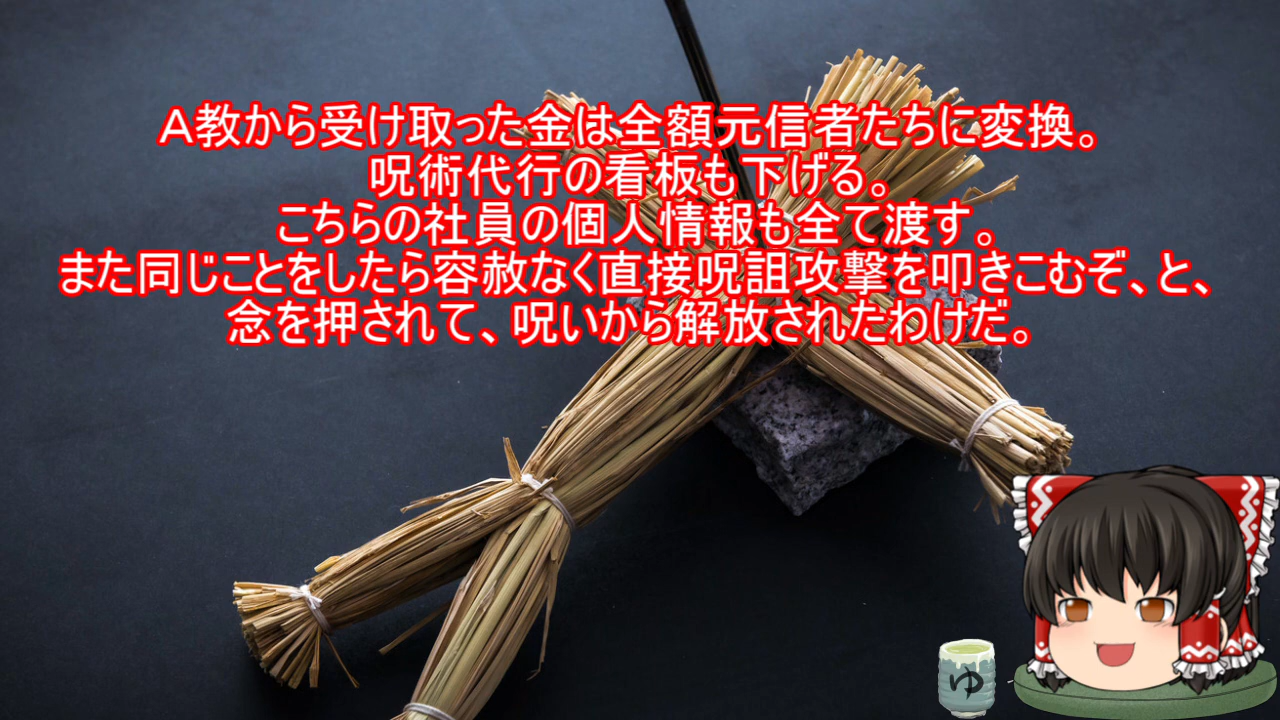 Ａ教から受け取った金は全額元信者たちに変換。
呪術代行の看板も下げる。
こちらの社員の個人情報も全て渡す。
また同じことをしたら容赦なく直接呪詛攻撃を叩きこむぞ、と、
念を押されて、呪いから解放されたわけだ。
ゆ